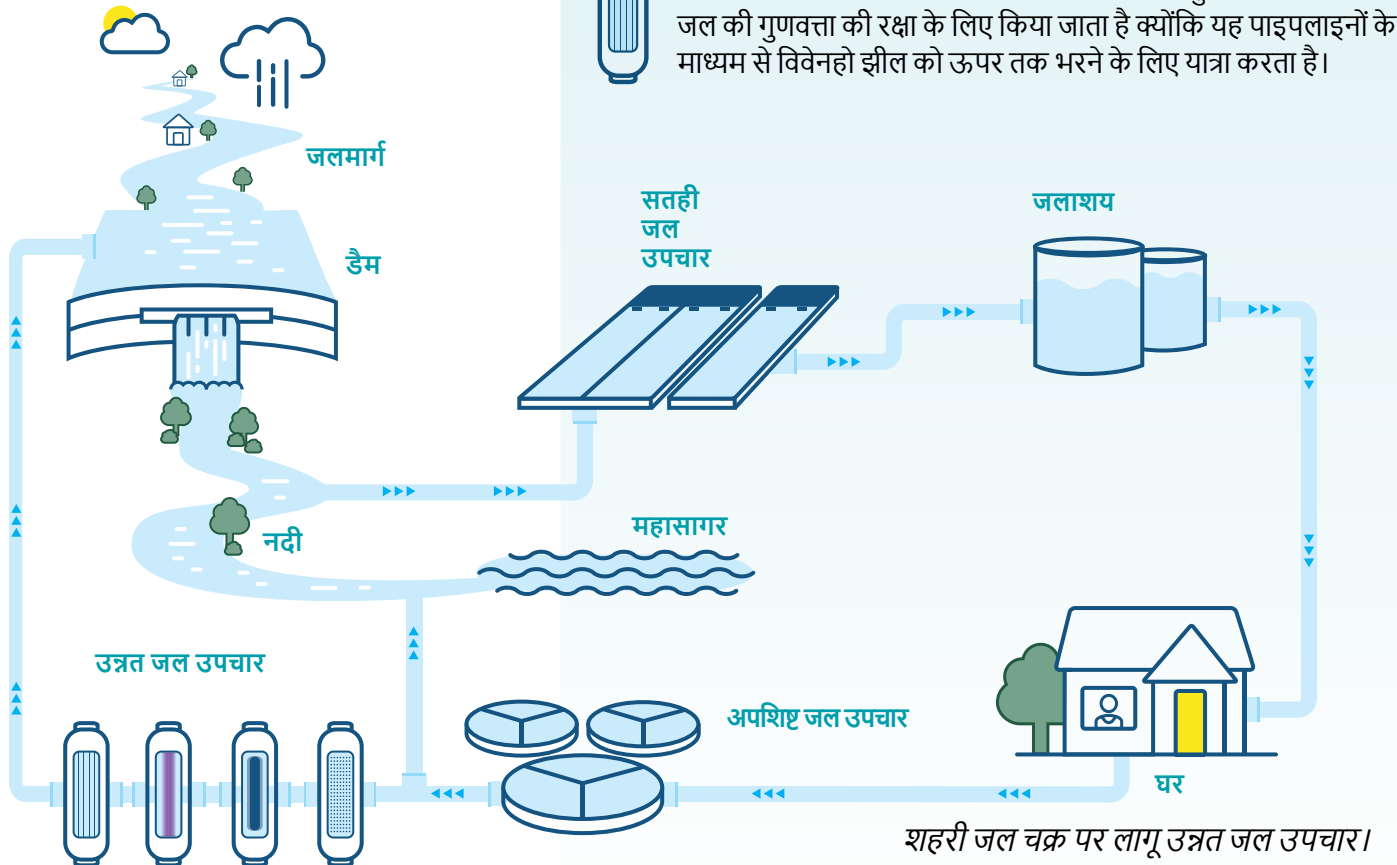 जल की गुणवत्ता की रक्षा के लिए किया जाता है क्योंकि यह पाइपलाइनों के
माध्यम से विवेनहो झील को ऊपर तक भरने के लिए यात्रा करता है।
जलमार्ग
सतही
जल
उपचार
जलाशय
डैम
महासागर
नदी
उन्नत जल उपचार
अपशिष्ट जल उपचार
घर
शहरी जल चक्र पर लागू उन्नत जल उपचार।